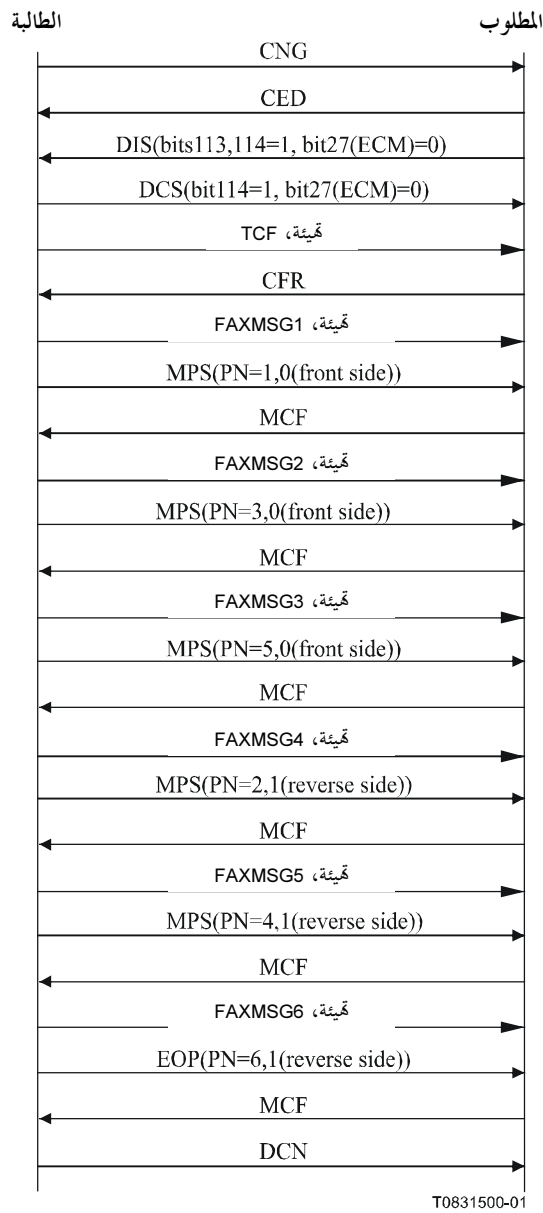 الطالبة
المطلوب
CNG
CED
DIS(bits113,114=1, bit27(ECM)=0)
DCS(bit114=1, bit27(ECM)=0)
تهيئة، TCF
CFR
تهيئة، FAXMSG1
MPS(PN=1,0(front side))
MCF
تهيئة، FAXMSG2
MPS(PN=3,0(front side))
MCF
تهيئة، FAXMSG3
MPS(PN=5,0(front side))
MCF
تهيئة، FAXMSG4
MPS(PN=2,1(reverse side))
MCF
تهيئة، FAXMSG5
MPS(PN=4,1(reverse side))
MCF
تهيئة، FAXMSG6
EOP(PN=6,1(reverse side))
MCF
DCN
T0831500-01